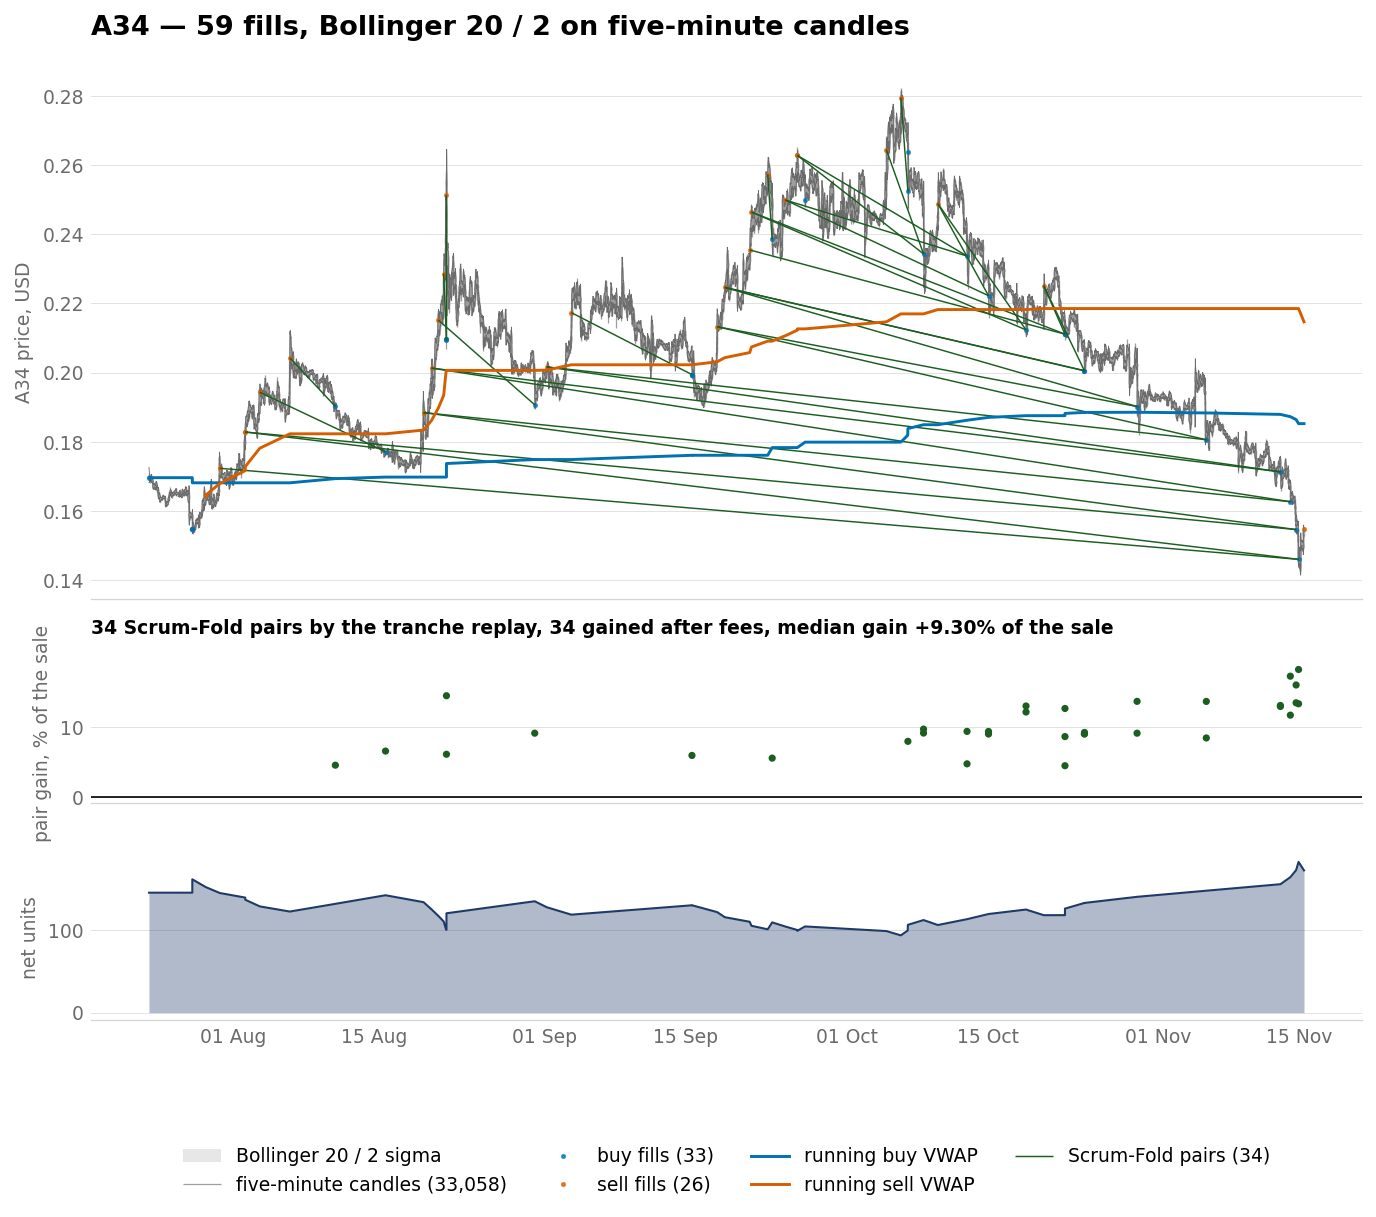 A34 — 59 fills, Bollinger 20 / 2 on five-minute candles
A34 price, USD
0.28
0.26
0.24
0.22
0.20
0.18
0.16
0.14
34 Scrum-Fold pairs by the tranche replay, 34 gained after fees, median gain +9.30% of the sale
pair gain, % of the sale
10
0
net units
100
0
01 Aug
15 Aug
01 Sep
15 Sep
01 Oct
15 Oct
01 Nov
15 Nov
Bollinger 20 / 2 sigma
five-minute candles (33,058)
buy fills (33)
sell fills (26)
running buy VWAP
running sell VWAP
Scrum-Fold pairs (34)